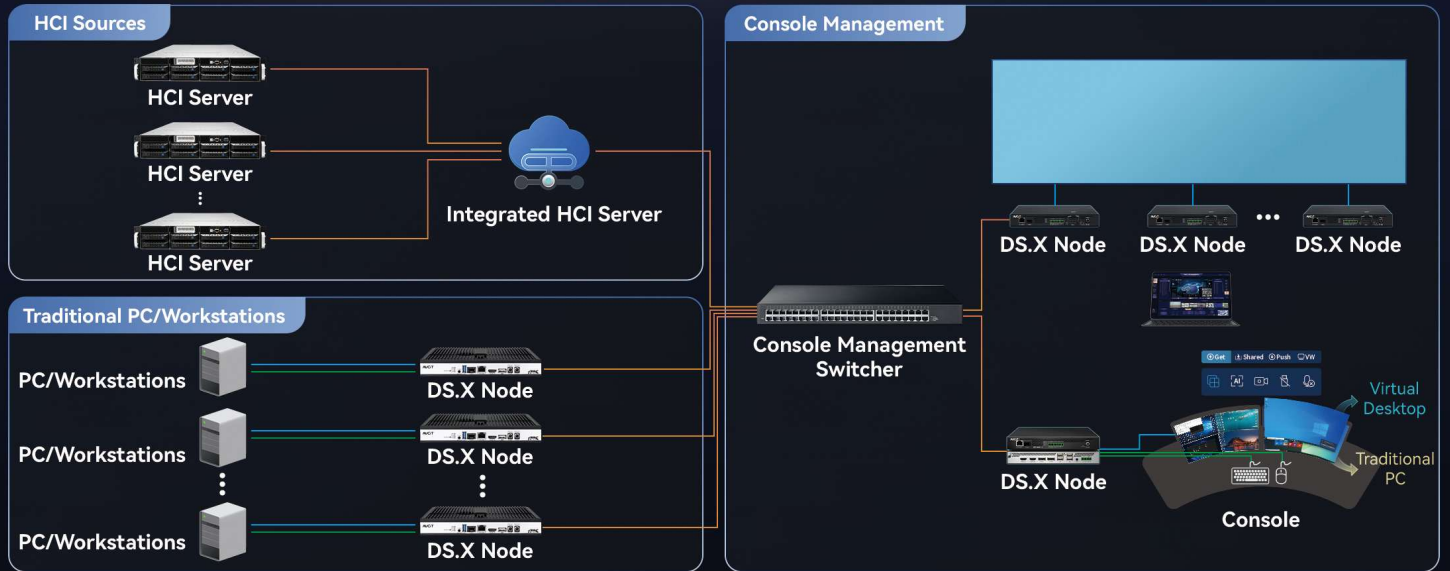 HCI Sources
HCI Server
HCI Server
HCI Server
Integrated HCI Server
Traditional PC/Workstations
PC/Workstations
DS.X Node
PC/Workstations
DS.X Node
PC/Workstations
DS.X Node
Console Management
DS.X Node
DS.X Node
DS.X Node
Console Management
Switcher
Get
Shared
Push
VW
AI
Virtual
Desktop
Traditional
PC
DS.X Node
Console